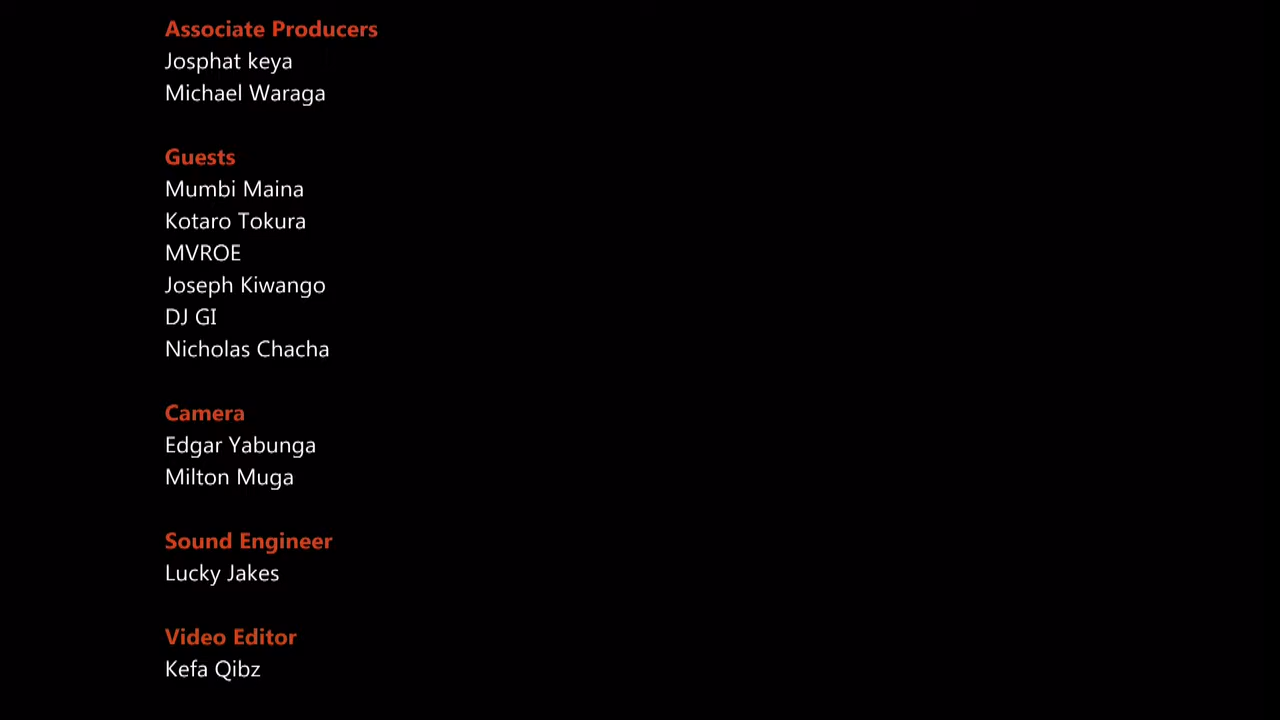 Associate Producers
Josphat keya
Michael Waraga
Guests
Mumbi Maina
Kotaro Tokura
MVROE
Joseph Kiwango
DJ GI
Nicholas Chacha
Camera
Edgar Yabunga
Milton Muga
Sound Engineer
Lucky Jakes
Video Editor
Kefa Qibz